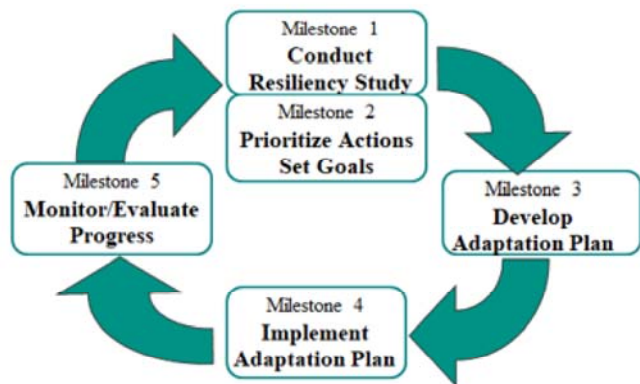 Milestone 1
Conduct
Resiliency Study
Milestone 2
Prioritize Actions
Set Goals
Milestone 3
Develop
Adaptation Plan
Milestone 4
Implement
Adaptation Plan
Milestone 5
Monitor/Evaluate
Progress